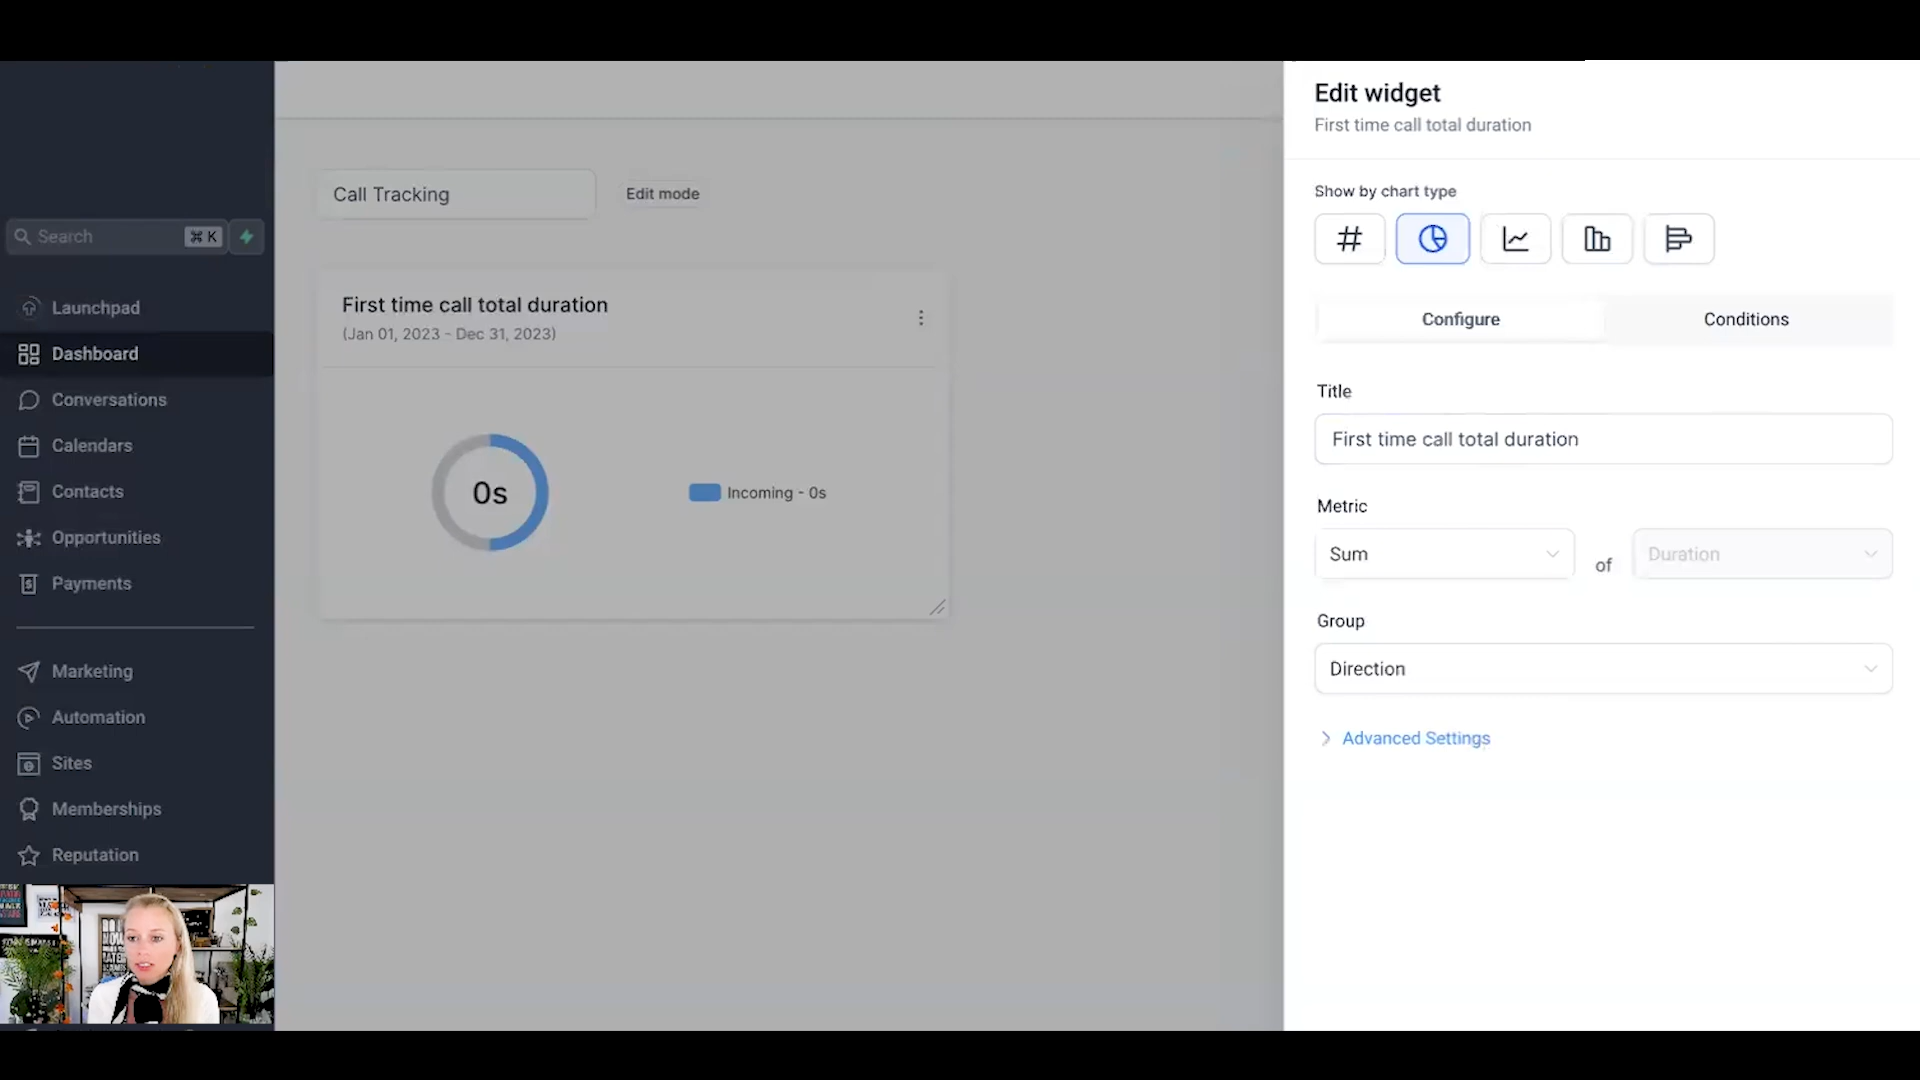 Search
⌘ K
Launchpad
Dashboard
Conversations
Calendars
Contacts
Opportunities
Payments
Marketing
Automation
Sites
Memberships
Reputation
Call Tracking
Edit mode
First time call total duration
(Jan 01, 2023 - Dec 31, 2023)
0s
Incoming - 0s
Edit widget
First time call total duration
Show by chart type
Configure
Conditions
Title
First time call total duration
Metric
Sum
of
Duration
Group
Direction
Advanced Settings